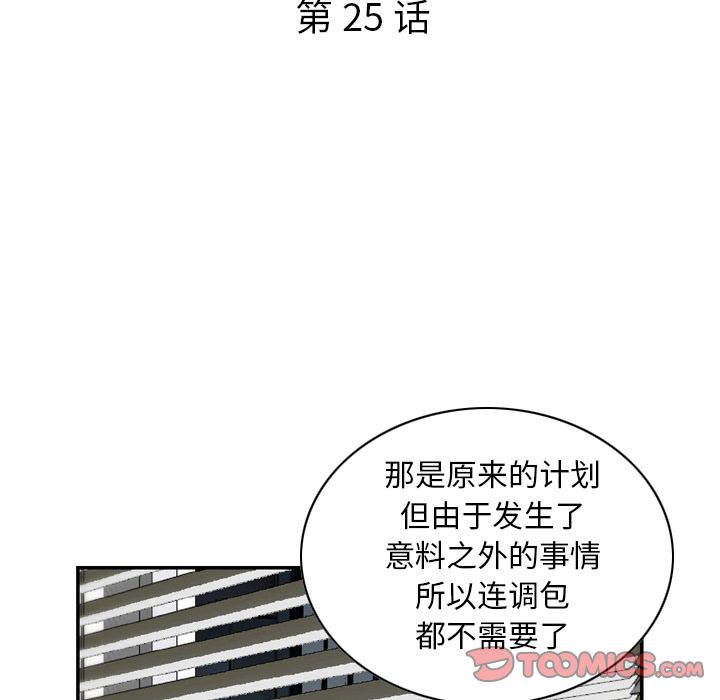 第 25 话
那是原来的计划
但由于发生了
意料之外的事情
所以连调包
都不需要了
TOOMICS.COM